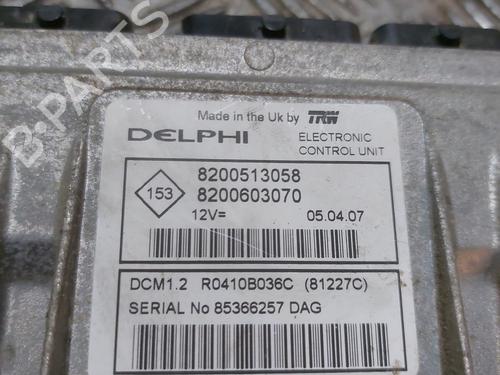 B-PARTS
Made in the Uk by TRW
DELPHI
ELECTRONIC
CONTROL UNIT
153
8200513058
8200603070
12V=
05.04.07
DCM1.2 R0410B036C (81227C)
SERIAL No 85366257 DAG